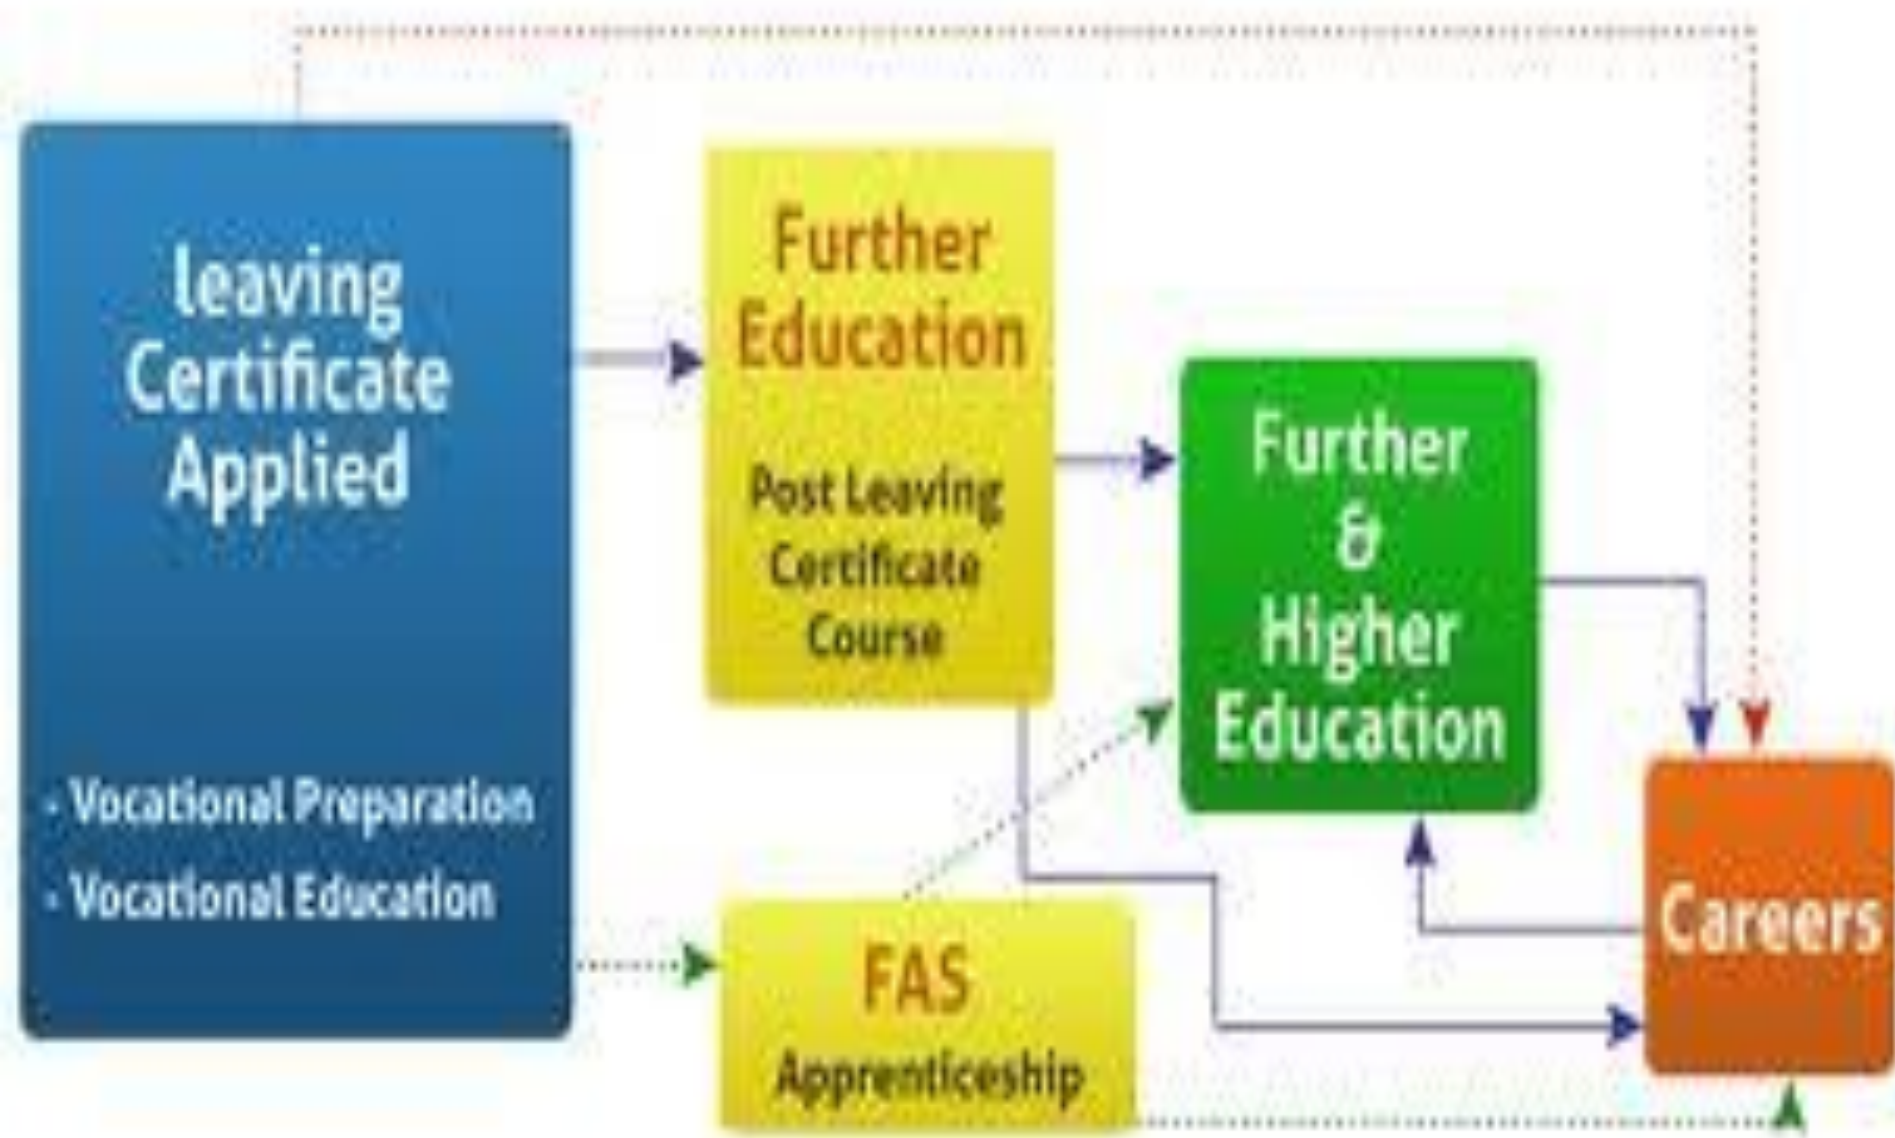 leaving
Certificate
Applied
- Vocational Preparation
- Vocational Education
Further
Education
Post Leaving
Certificate
Course
FAS
Apprenticeship
Further
&
Higher
Education
Careers